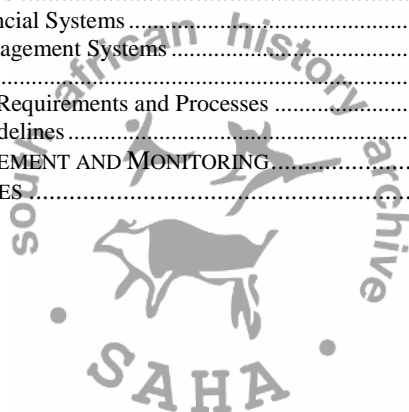 ncial Systems
agement Systems
Requirements and Processes
delines
EMENT AND MONITORING
ES
south african history archive
SAHA